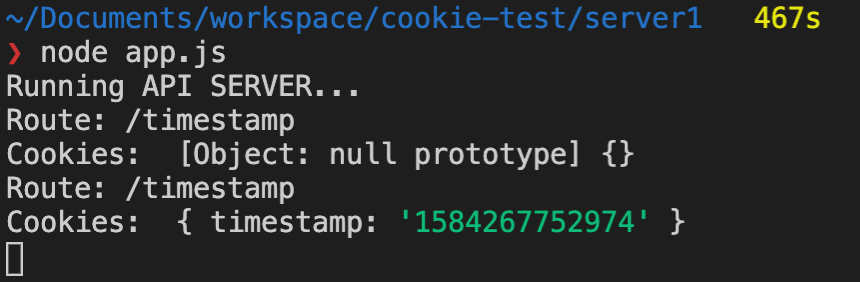 ~/Documents/workspace/cookie-test/server1 467s
❯ node app.js
Running API SERVER...
Route: /timestamp
Cookies:  [Object: null prototype] {}
Route: /timestamp
Cookies:  { timestamp: '1584267752974' }